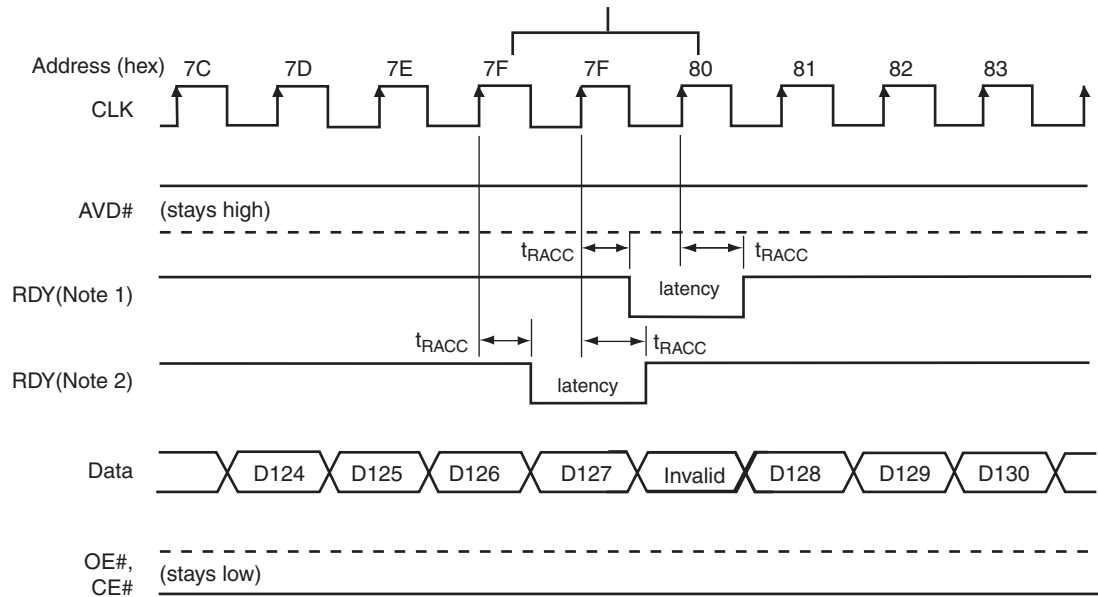 Address (hex) 7C 7D 7E 7F 7F 80 81 82 83
CLK
AVD# (stays high)
tRACC tRACC
RDY(Note 1) latency
tRACC tRACC
RDY(Note 2) latency
Data D124 D125 D126 D127 Invalid D128 D129 D130
OE#,
CE# (stays low)